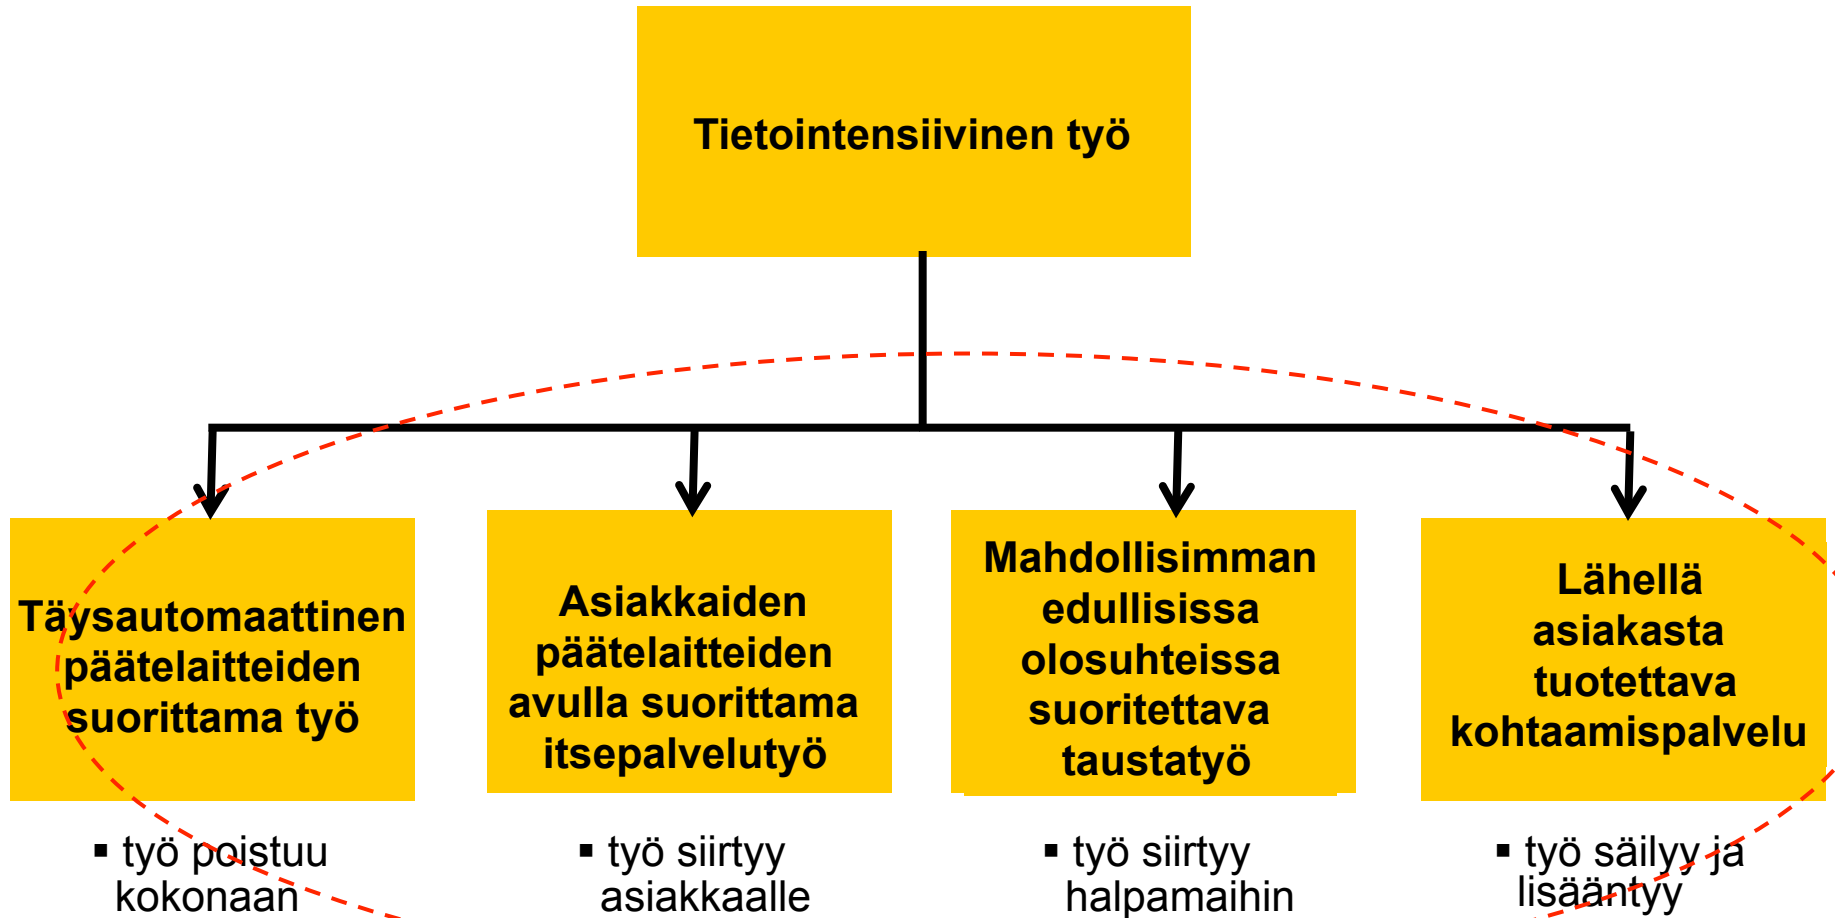 Tietointensiivinen työ
Täysautomaattinen
päätelaitteiden
suorittama työ
Asiakkaiden
päätelaitteiden
avulla suorittama
itsepalvelutyö
Mahdollisimman
edullisissa
olosuhteissa
suoritettava
taustatyö
Lähellä
asiakasta
tuotettava
kohtaamispalvelu
▪ työ poistuu
kokonaan
▪ työ siirtyy
asiakkaalle
▪ työ siirtyy
halpamaihin
▪ työ säilyy ja
lisääntyy